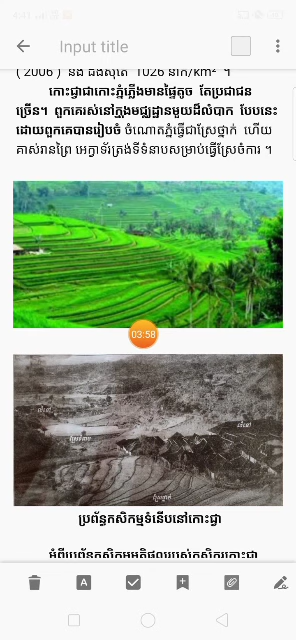 Input title
(2006) និង ដង់ស៊ីតេ 1026 នាក់/km² ។
កោះជ្វាជាកោះភ្នំភ្លើងមានផ្ទៃតូច តែប្រជាជន
ច្រើន។ ពួកគេរស់នៅក្នុងមជ្ឈដ្ឋានមួយដ៏លំបាក បែបនេះ
ដោយពួកគេបានរៀបចំ ចំណោតភ្នំធ្វើជាស្រែថ្នាក់ ហើយ
គាស់រានព្រៃ អេក្វាទ័រត្រង់ទីទំនាបសម្រាប់ធ្វើស្រែចំការ ។
03:58
ប្រព័ន្ធកសិកម្មទំនើបនៅកោះជ្វា